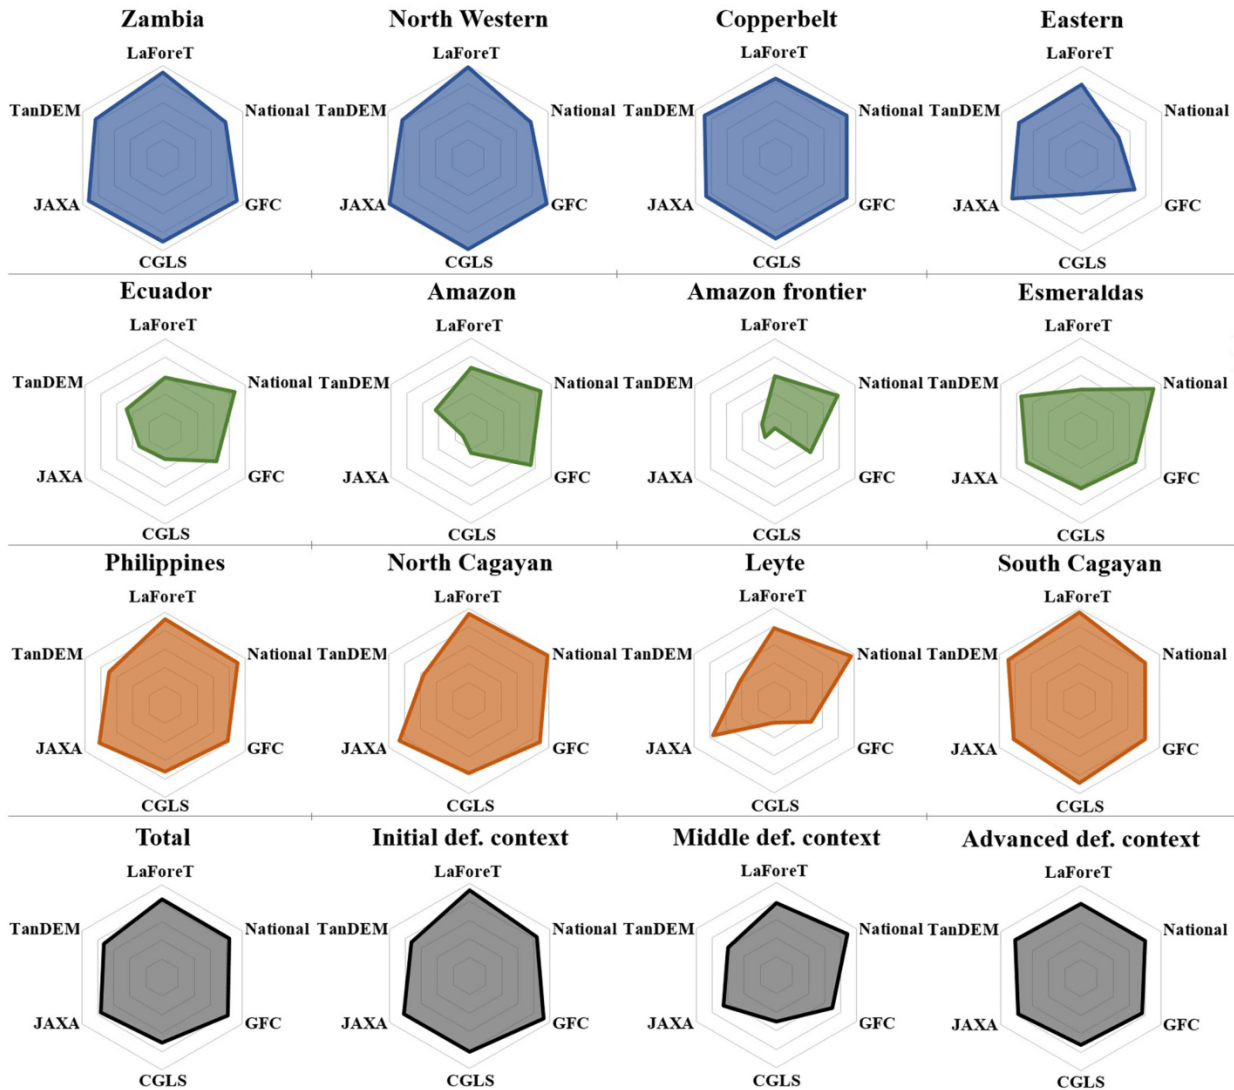 Zambia
LaForeT
National
GFC
CGLS
JAXA
TanDEM
North Western
LaForeT
National
GFC
CGLS
JAXA
TanDEM
Copperbelt
LaForeT
National
GFC
CGLS
JAXA
TanDEM
Eastern
LaForeT
National
GFC
CGLS
JAXA
TanDEM
Ecuador
LaForeT
National
GFC
CGLS
JAXA
TanDEM
Amazon
LaForeT
National
GFC
CGLS
JAXA
TanDEM
Amazon frontier
LaForeT
National
GFC
CGLS
JAXA
TanDEM
Esmeraldas
LaForeT
National
GFC
CGLS
JAXA
TanDEM
Philippines
LaForeT
National
GFC
CGLS
JAXA
TanDEM
North Cagayan
LaForeT
National
GFC
CGLS
JAXA
TanDEM
Leyte
LaForeT
National
GFC
CGLS
JAXA
TanDEM
South Cagayan
LaForeT
National
GFC
CGLS
JAXA
TanDEM
Total
LaForeT
National
GFC
CGLS
JAXA
TanDEM
Initial def. context
LaForeT
National
GFC
CGLS
JAXA
TanDEM
Middle def. context
LaForeT
National
GFC
CGLS
JAXA
TanDEM
Advanced def. context
LaForeT
National
GFC
CGLS
JAXA
TanDEM